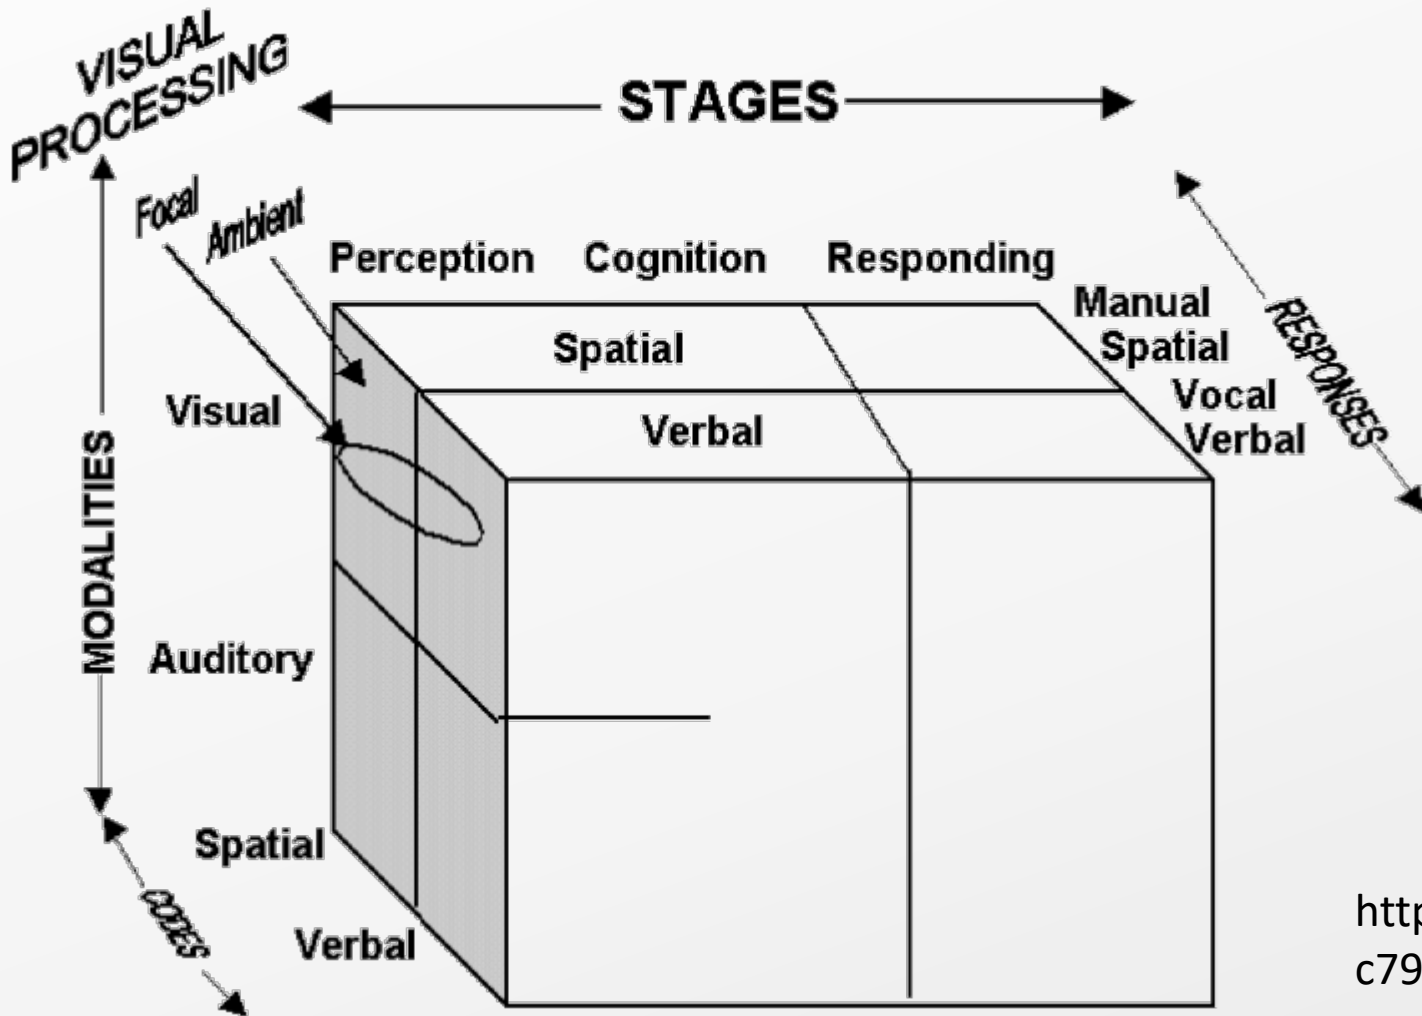 VISUAL
PROCESSING
STAGES
Focal
Ambient
Perception Cognition Responding
Manual
Spatial
Vocal
Verbal
RESPONSES
Spatial
Verbal
Visual
MODALITIES
Auditory
Spatial
Verbal
CODES
http
c79